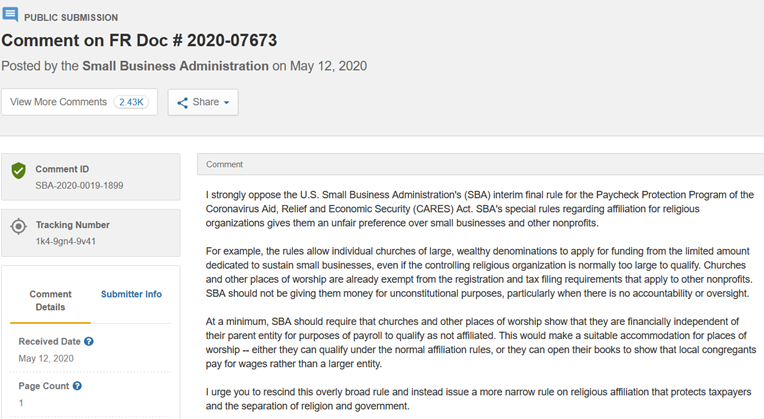 PUBLIC SUBMISSION
Comment on FR Doc # 2020-07673
Posted by the Small Business Administration on May 12, 2020
View More Comments 2.43K
Share
Comment ID
SBA-2020-0019-1899
Tracking Number
1k4-9gn4-9v41
Comment Details
Submitter Info
Received Date
May 12, 2020
Page Count
1
Comment
I strongly oppose the U.S. Small Business Administration's (SBA) interim final rule for the Paycheck Protection Program of the
Coronavirus Aid, Relief and Economic Security (CARES) Act. SBA's special rules regarding affiliation for religious
organizations gives them an unfair preference over small businesses and other nonprofits.
For example, the rules allow individual churches of large, wealthy denominations to apply for funding from the limited amount
dedicated to sustain small businesses, even if the controlling religious organization is normally too large to qualify. Churches
and other places of worship are already exempt from the registration and tax filing requirements that apply to other nonprofits.
SBA should not be giving them money for unconstitutional purposes, particularly when there is no accountability or oversight.
At a minimum, SBA should require that churches and other places of worship show that they are financially independent of
their parent entity for purposes of payroll to qualify as not affiliated. This would make a suitable accommodation for places of
worship -- either they can qualify under the normal affiliation rules, or they can open their books to show that local congregants
pay for wages rather than a larger entity.
I urge you to rescind this overly broad rule and instead issue a more narrow rule on religious affiliation that protects taxpayers
and the separation of religion and government.